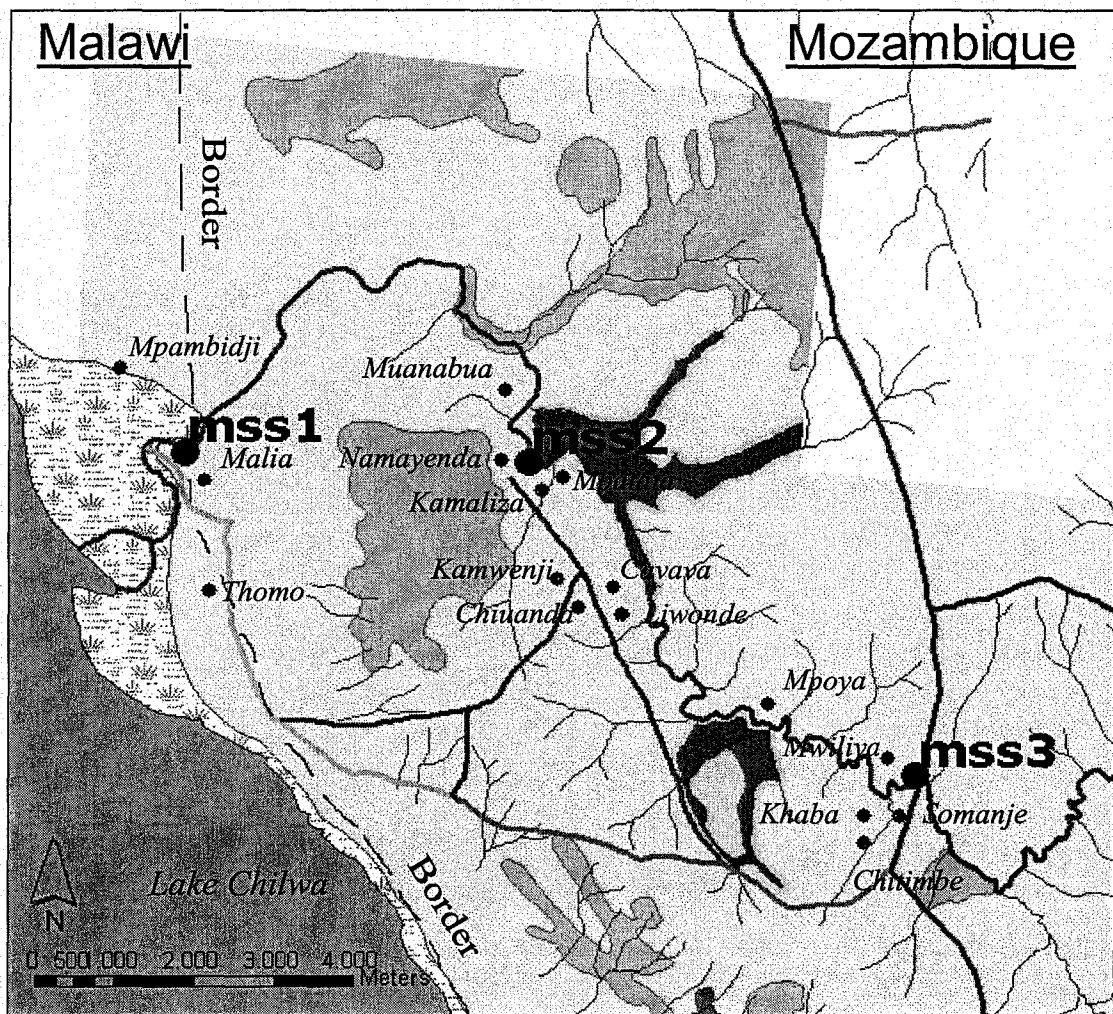 Malawi
Mozambique
Border
Mpambidji
Muanabua
mss1
mss2
Malia
Namayenda
Kamaliza
Kamwenji
Thomo
Chiuanda
Liwonde
Mpoya
Mwiliya
mss3
Khaba
Somanje
Chitimbe
Lake Chilwa
Border
N
0 500 1.000 2.000 3.000 4.000
Meters